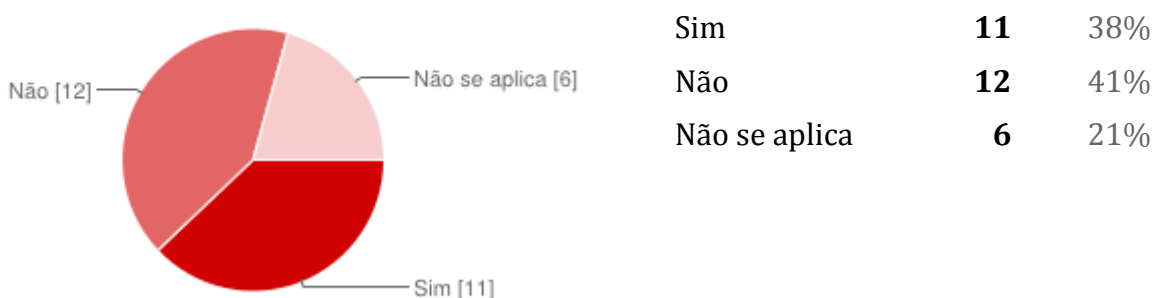 Não [12]
Não se aplica [6]
Sim [11]
Sim 11 38%
Não 12 41%
Não se aplica 6 21%